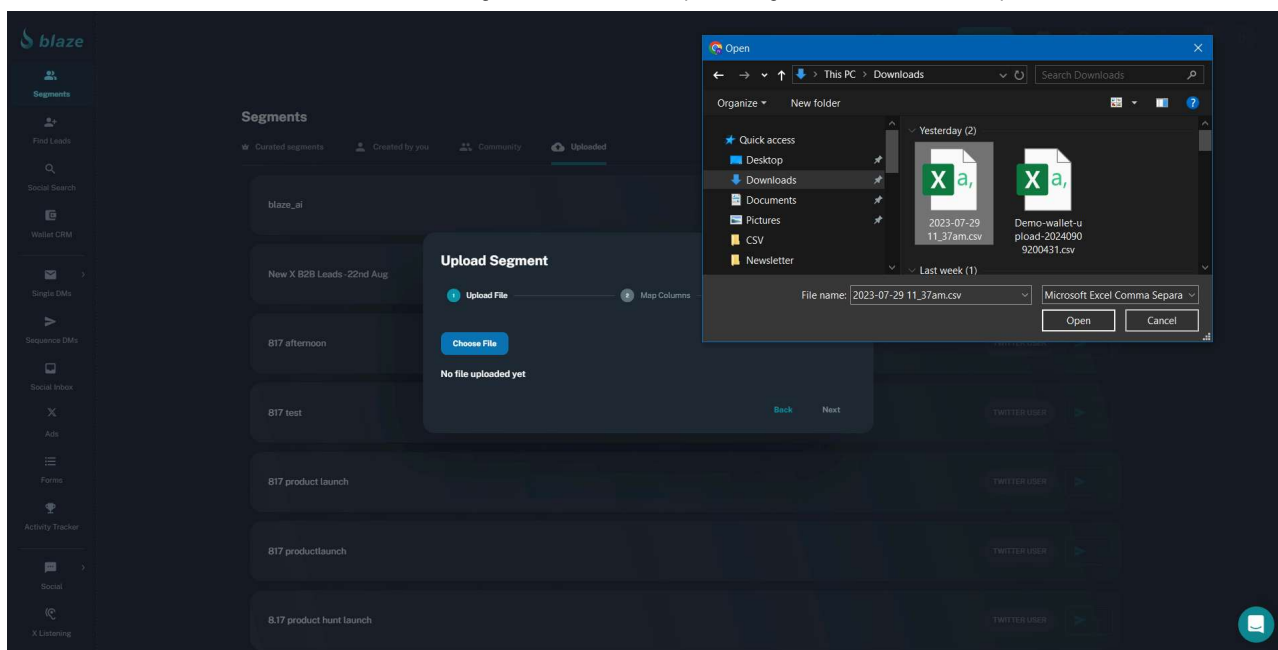 blaze
Segments
Find Leads
Social Search
Wallet CRM
Single DMs
Sequence DMs
Social Inbox
Ads
Forms
Activity Tracker
Social
X Listening
Segments
Curated segments
Created by you
Community
Uploaded
blaze_ai
New X B2B Leads -22nd Aug
817 afternoon
817 test
TWITTER USER
817 product launch
TWITTER USER
817 productlaunch
TWITTER USER
8.17 product hunt launch
TWITTER USER
Upload Segment
1 Upload File
2 Map Columns
Choose File
No file uploaded yet
Back Next
Open
This PC > Downloads
Search Downloads
Organize
New folder
Quick access
Desktop
Downloads
Documents
Pictures
CSV
Newsletter
Yesterday (2)
X a,
2023-07-29
11_37am.csv
X a,
Demo-wallet-u
pload-2024090
9200431.csv
Last week (1)
File name: 2023-07-29 11_37am.csv
Microsoft Excel Comma Separa
Open
Cancel